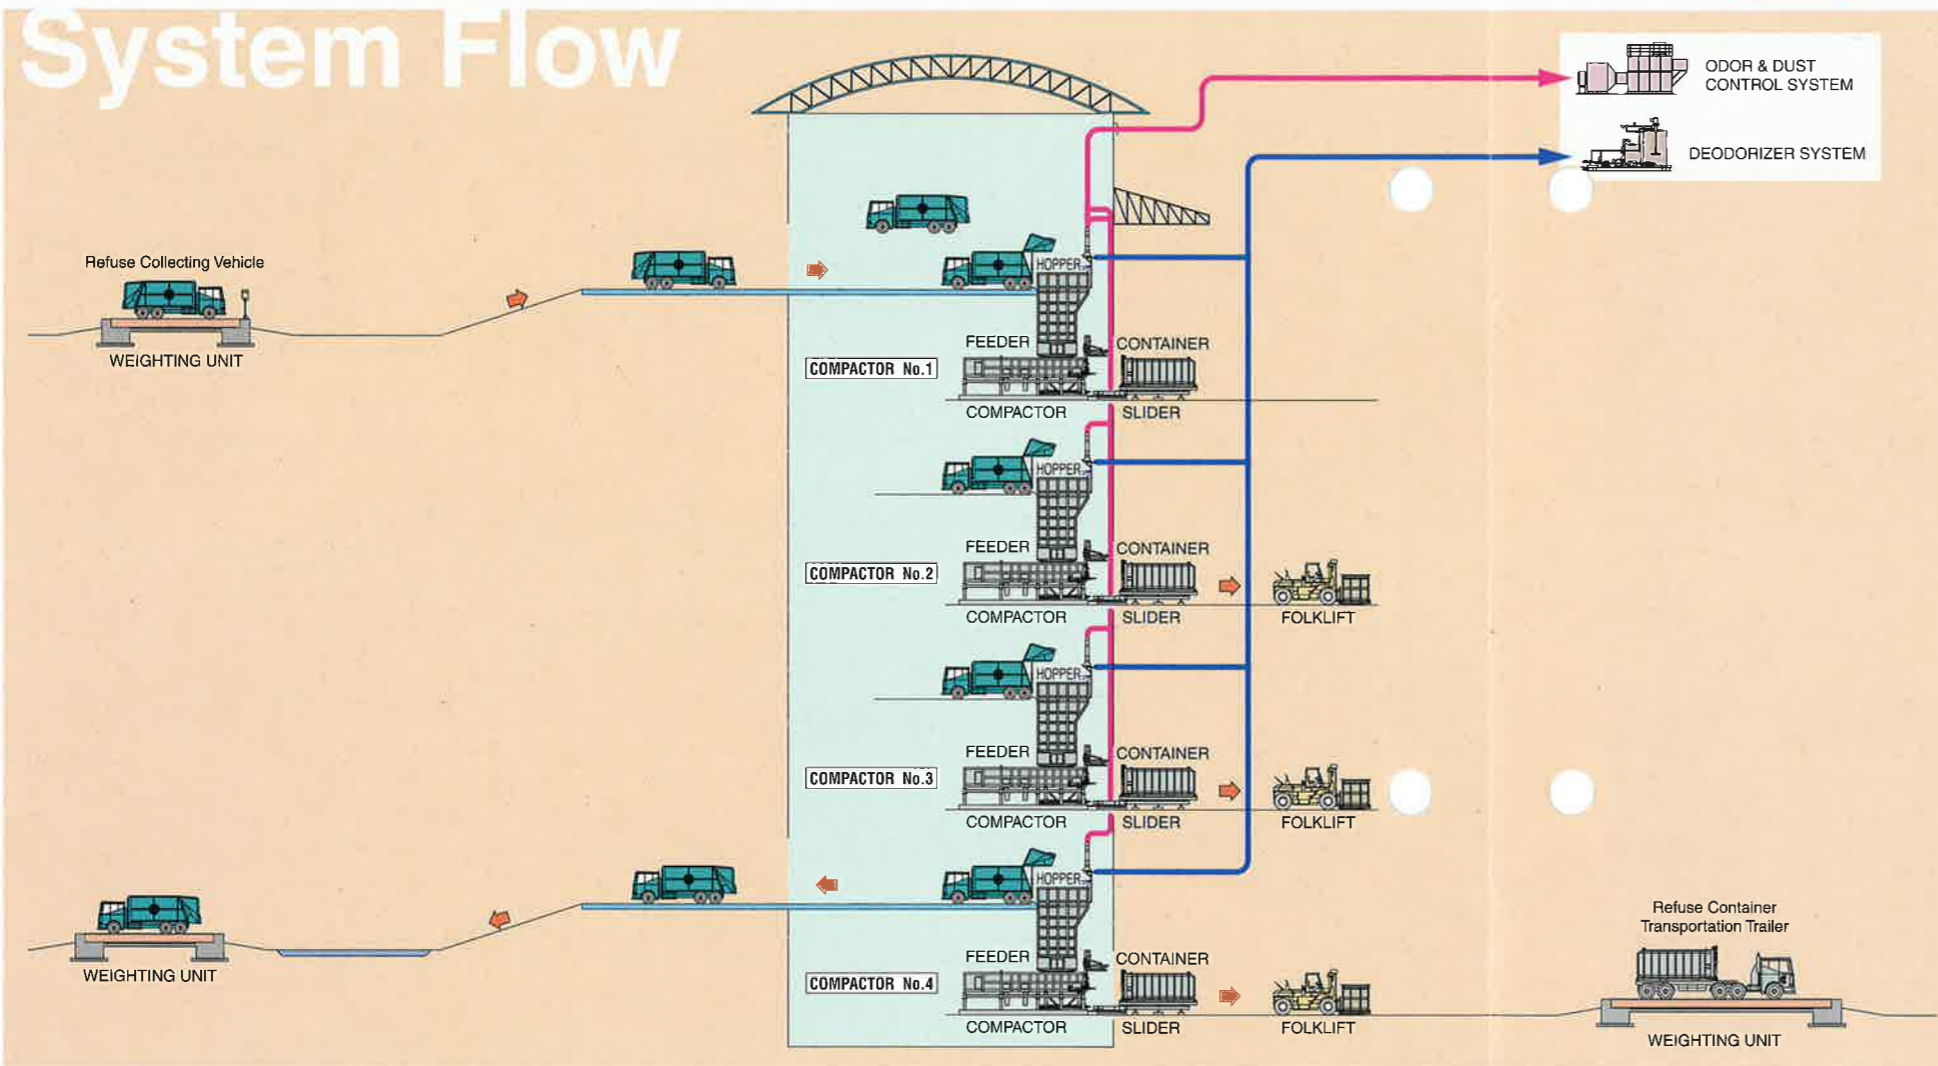 System Flow
ODOR & DUST
CONTROL SYSTEM
DEODORIZER SYSTEM
Refuse Collecting Vehicle
WEIGHTING UNIT
HOPPER
FEEDER
CONTAINER
COMPACTOR No.1
COMPACTOR
SLIDER
HOPPER
FEEDER
CONTAINER
COMPACTOR No.2
COMPACTOR
SLIDER
FOLKLIFT
HOPPER
FEEDER
CONTAINER
COMPACTOR No.3
COMPACTOR
SLIDER
FOLKLIFT
HOPPER
WEIGHTING UNIT
FEEDER
CONTAINER
COMPACTOR No.4
COMPACTOR
SLIDER
FOLKLIFT
Refuse Container
Transportation Trailer
WEIGHTING UNIT